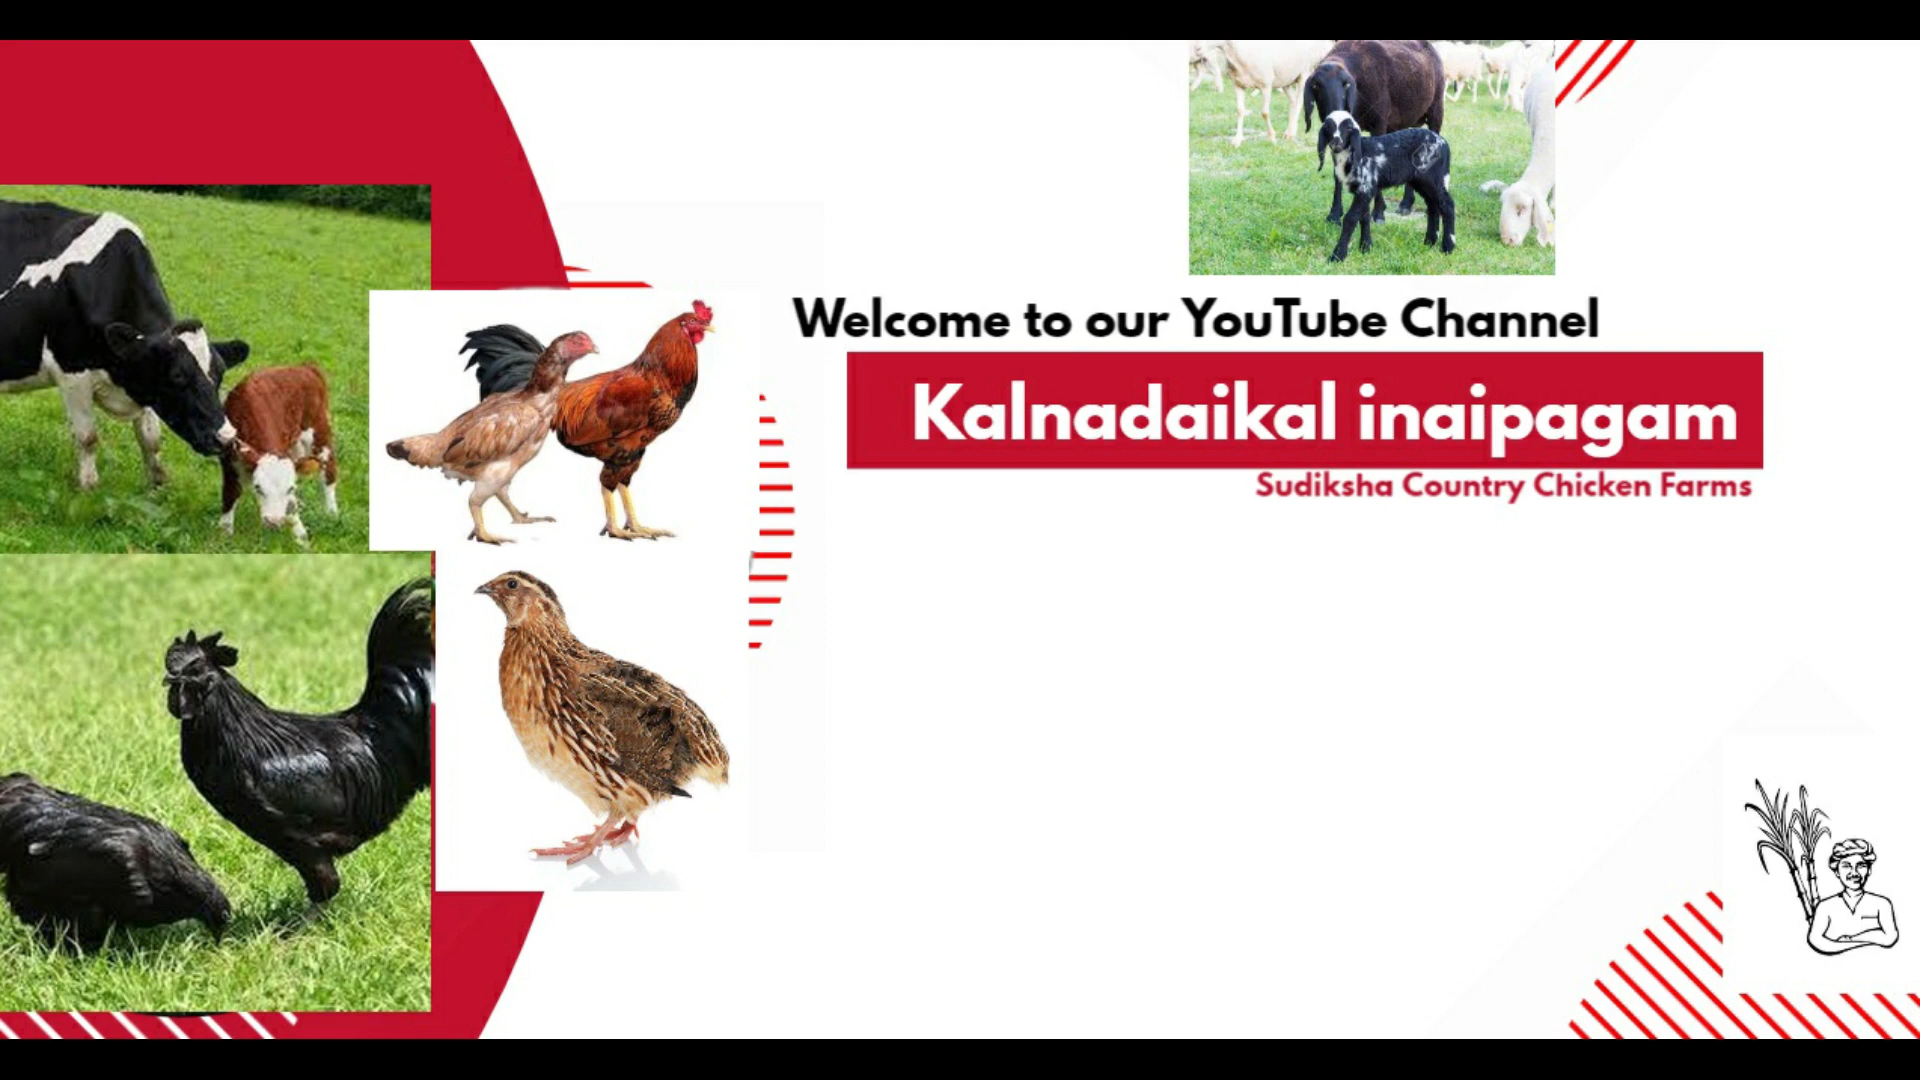 Welcome to our YouTube Channel
Kalnadaikal inaipagam
Sudiksha Country Chicken Farms